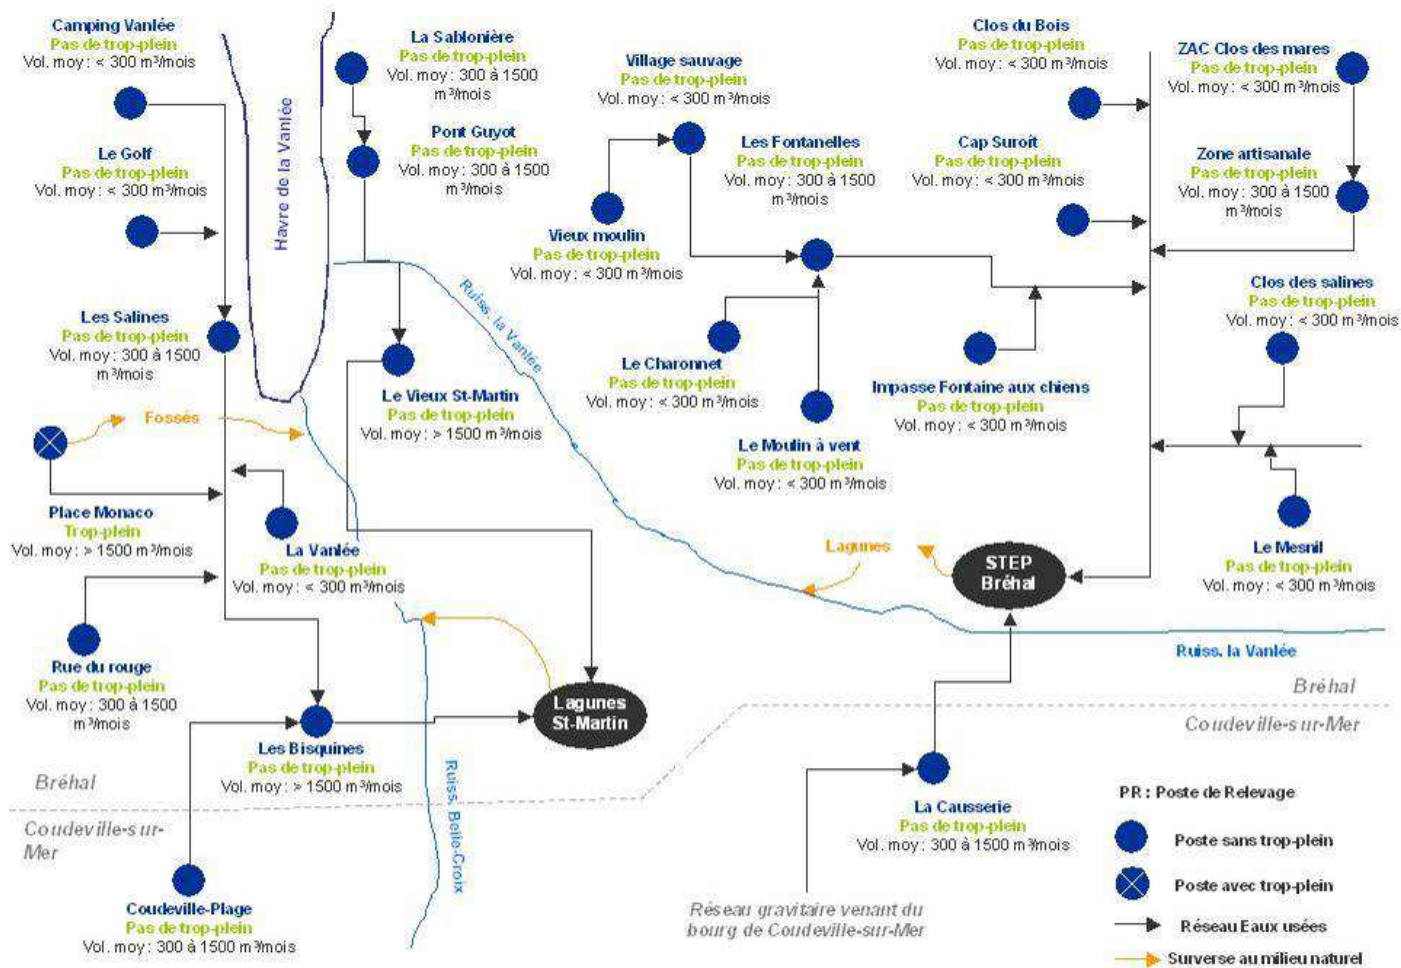 Camping Vanlée
Pas de trop-plein
Vol. moy : < 300 m³/mois
Le Golf
Pas de trop-plein
Vol. moy : < 300 m³/mois
Les Salines
Pas de trop-plein
Vol. moy : 300 à 1500
m³/mois
Fossés
Place Monaco
Trop-plein
Vol. moy : > 1500 m³/mois
La Vanlée
Pas de trop-plein
Vol. moy : < 300 m³/mois
Rue du rouge
Pas de trop-plein
Vol. moy : 300 à 1500
m³/mois
Les Bisquines
Pas de trop-plein
Vol. moy : > 1500 m³/mois
Bréhal
Coudeville-sur-
Mer
Coudeville-Plage
Pas de trop-plein
Vol. moy : 300 à 1500 m³/mois
Havre de la Vanlée
La Sablonière
Pas de trop-plein
Vol. moy : 300 à 1500
m³/mois
Pont Guyot
Pas de trop-plein
Vol. moy : 300 à 1500
m³/mois
Ruiss. la Vanlée
Le Vieux St-Martin
Pas de trop-plein
Vol. moy : > 1500 m³/mois
Lagunes
St-Martin
Ruiss. Belle-Croix
Village sauvage
Pas de trop-plein
Vol. moy : < 300 m³/mois
Vieux moulin
Pas de trop-plein
Vol. moy : < 300 m³/mois
Les Fontanelles
Pas de trop-plein
Vol. moy : 300 à 1500
m³/mois
Le Charonnet
Pas de trop-plein
Vol. moy : < 300 m³/mois
Le Moulin à vent
Pas de trop-plein
Vol. moy : < 300 m³/mois
Clos du Bois
Pas de trop-plein
Vol. moy : < 300 m³/mois
Cap Suroît
Pas de trop-plein
Vol. moy : < 300 m³/mois
Impasse Fontaine aux chiens
Pas de trop-plein
Vol. moy : < 300 m³/mois
ZAC Clos des mares
Pas de trop-plein
Vol. moy : < 300 m³/mois
Zone artisanale
Pas de trop-plein
Vol. moy : 300 à 1500
m³/mois
Clos des salines
Pas de trop-plein
Vol. moy : < 300 m³/mois
Le Mesnil
Pas de trop-plein
Vol. moy : < 300 m³/mois
Lagunes
STEP
Bréhal
Ruiss. la Vanlée
Bréhal
Coudeville-sur-Mer
La Causserie
Pas de trop-plein
Vol. moy : 300 à 1500 m³/mois
Réseau gravitaire venant du
bourg de Coudeville-sur-Mer
PR : Poste de Relevage
Poste sans trop-plein
Poste avec trop-plein
Réseau Eaux usées
Surverse au milieu naturel